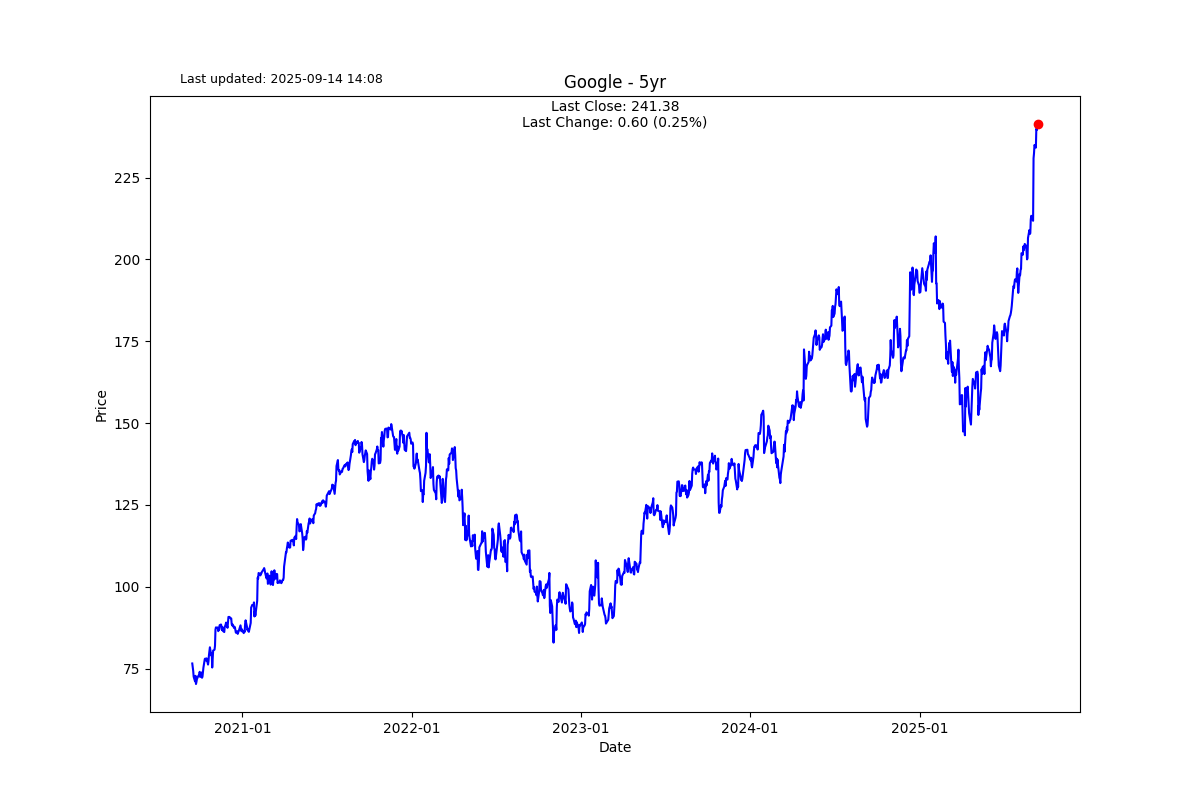 Last updated: 2025-09-14 14:08
Google - 5yr
Last Close: 241.38
Last Change: 0.60 (0.25%)
225
200
175
150
125
100
75
Price
2021-01
2022-01
2023-01
2024-01
2025-01
Date